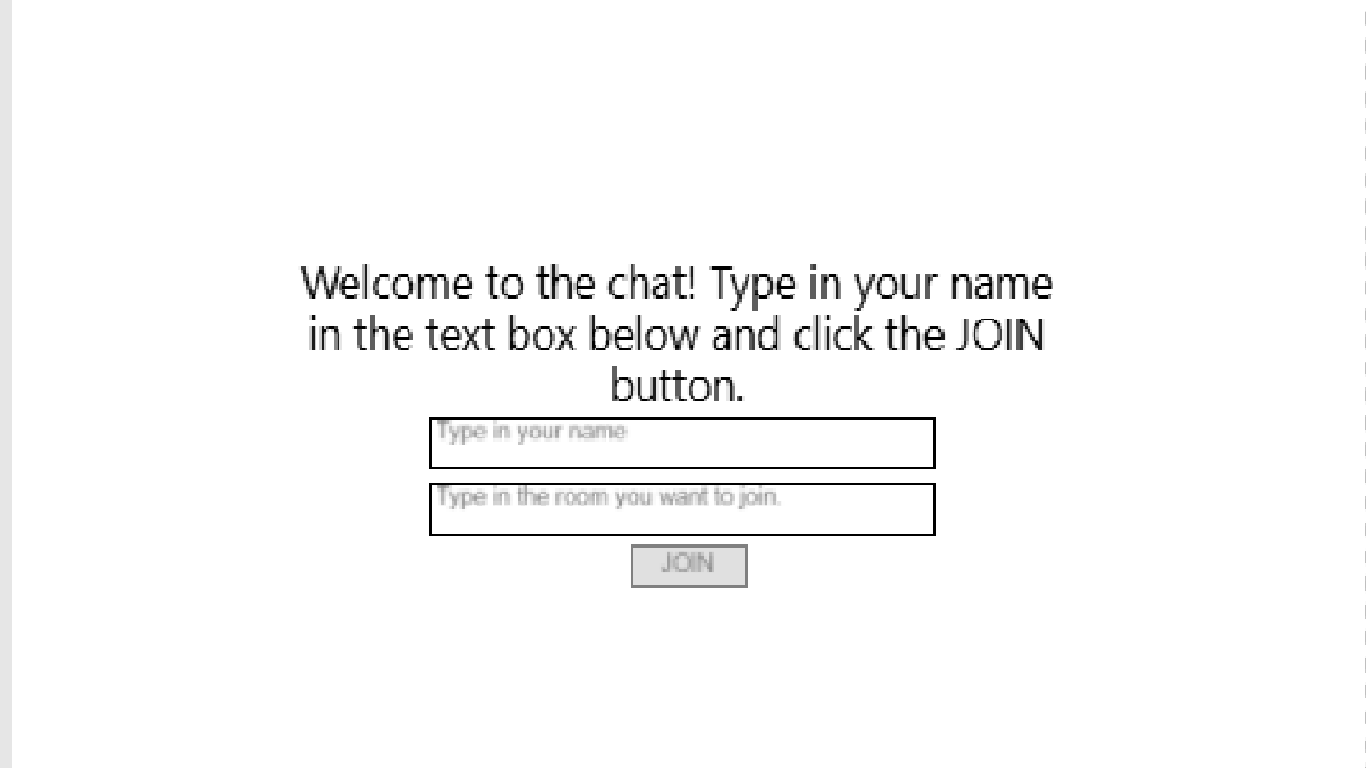 Welcome to the chat! Type in your name
in the text box below and click the JOIN
button.
Type in your name
Type in the room you want to join.
JOIN